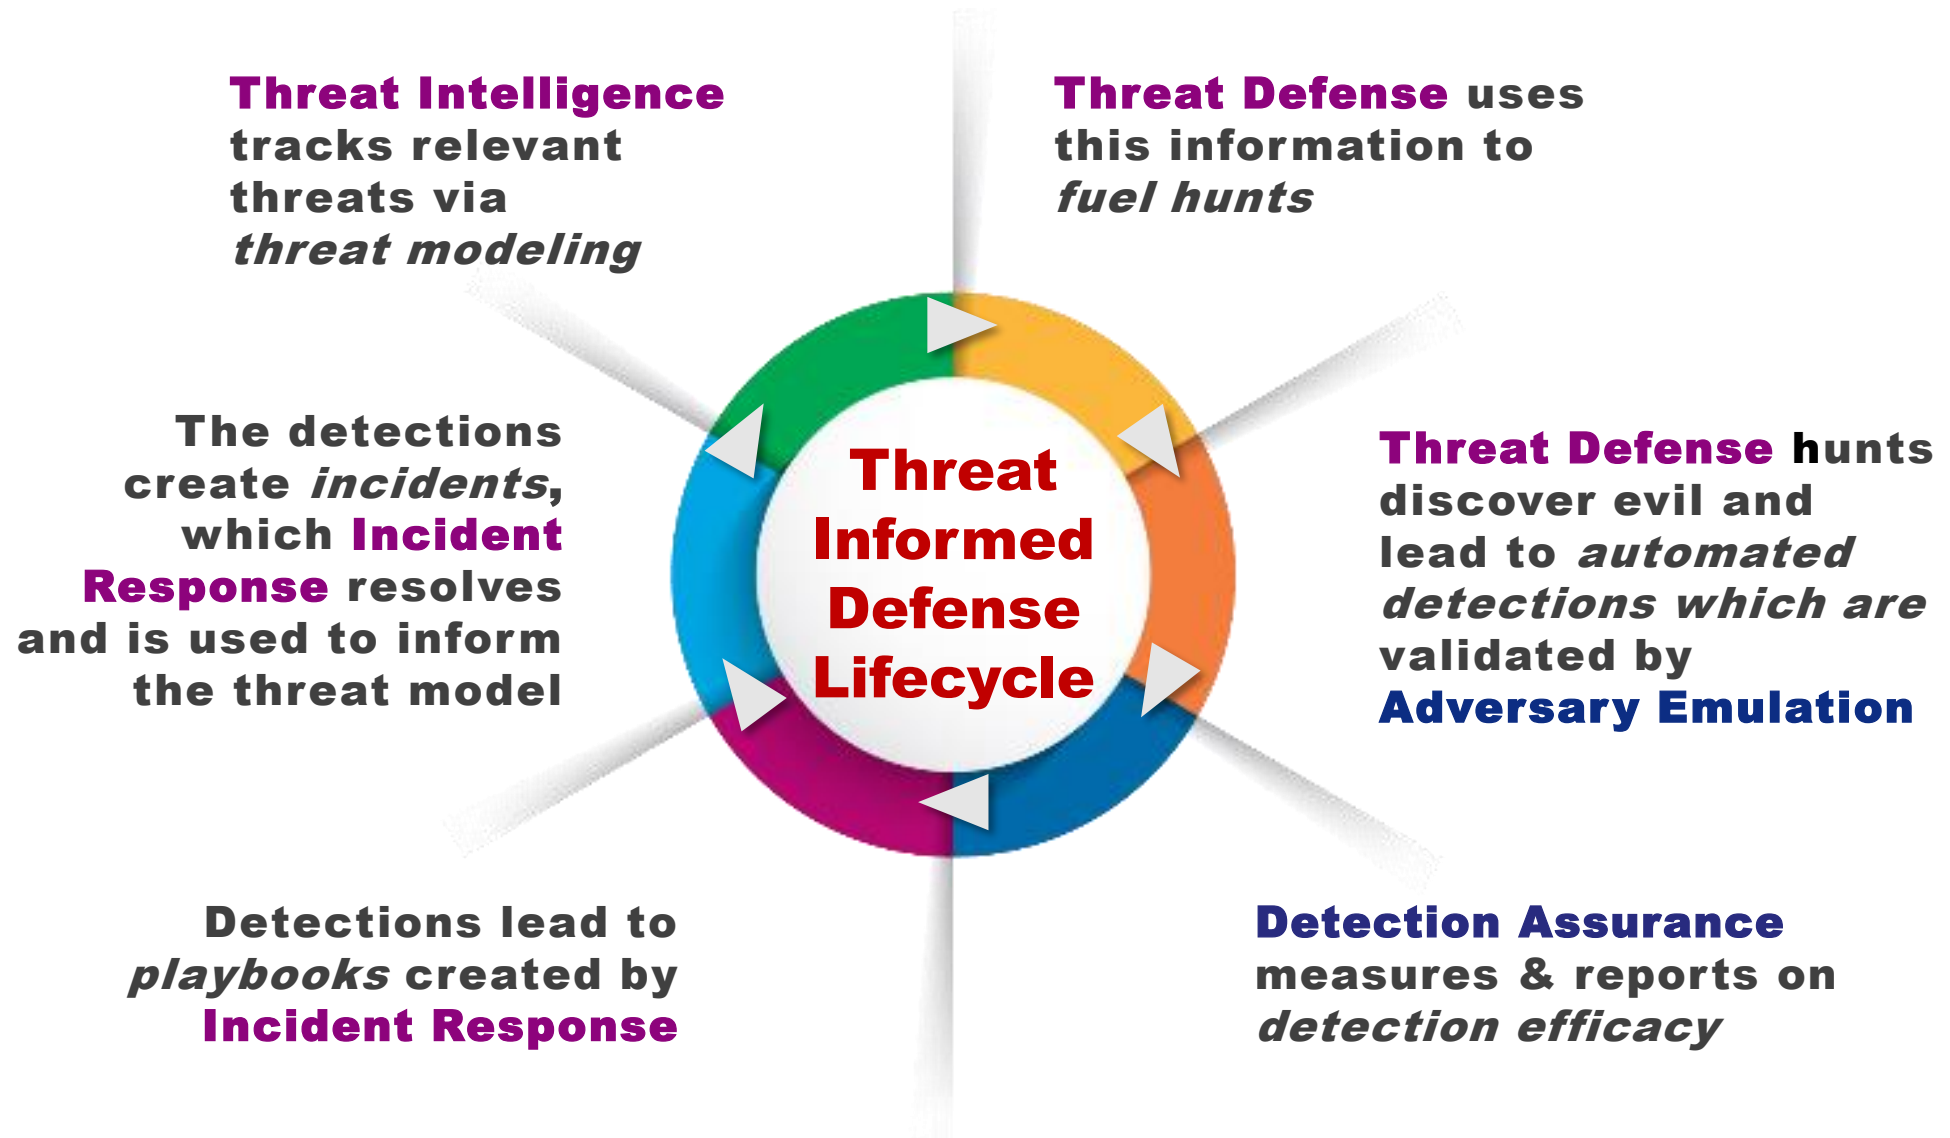 Threat Intelligence
tracks relevant
threats via
threat modeling
Threat Defense uses
this information to
fuel hunts
Threat Defense hunts
discover evil and
lead to automated
detections which are
validated by
Adversary Emulation
Detection Assurance
measures & reports on
detection efficacy
Detections lead to
playbooks created by
Incident Response
The detections
create incidents,
which Incident
Response resolves
and is used to inform
the threat model
Threat
Informed
Defense
Lifecycle